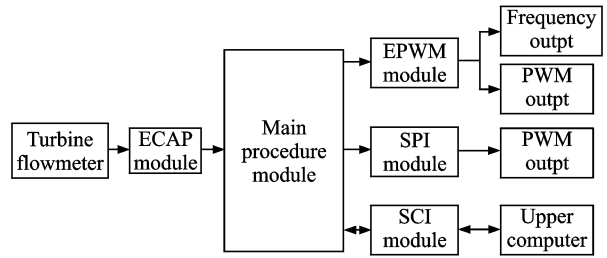 Turbine
flowmeter
ECAP
module
Main
procedure
module
EPWM
module
Frequency
outpt
PWM
outpt
SPI
module
PWM
outpt
SCI
module
Upper
computer